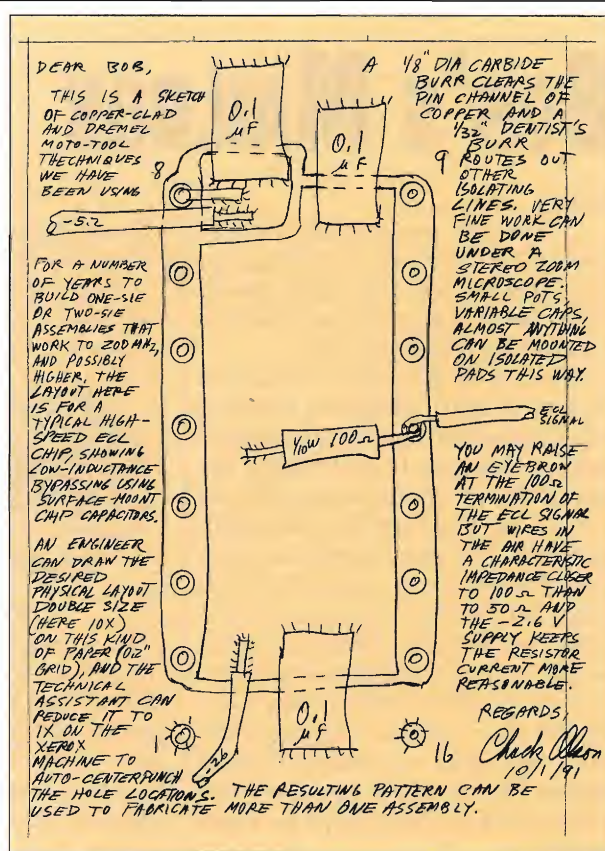 DEAR BOB,
THIS IS A SKETCH
OF COPPER-CLAD
AND DREMEL
MOTO-TOOL
THECHNIQUES
WE HAVE
BEEN USING
FOR A NUMBER
OF YEARS TO
BUILD ONE-SIE
OR TWO-SIE
ASSEMBLIES THAT
WORK TO 200 MHz,
AND POSSIBLY
HIGHER. THE
LAYOUT HERE
IS FOR A
TYPICAL HIGH-
SPEED ECL
CHIP, SHOWING
LOW-INDUCTANCE
BYPASSING USING
SURFACE-MOUNT
CHIP CAPACITORS.
AN ENGINEER
CAN DRAW THE
DESIRED
PHYSICAL LAYOUT
DOUBLE SIZE
(HERE 10X)
ON THIS KIND
OF PAPER (0.2"
GRID), AND THE
TECHNICAL
ASSISTANT CAN
REDUCE IT TO
1X ON THE
XEROX
MACHINE TO
AUTO-CENTERPUNCH
THE HOLE LOCATIONS. THE RESULTING PATTERN CAN BE
USED TO FABRICATE MORE THAN ONE ASSEMBLY.
8
-5.2
0.1
μF
0.1
μF
9
1/10W 100Ω
ECL
SIGNAL
0.1
μF
1
-2.6
16
A 1/8" DIA CARBIDE
BURR CLEARS THE
PIN CHANNEL OF
COPPER AND A
1/32" DENTIST'S
BURR
ROUTES OUT
OTHER
ISOLATING
LINES. VERY
FINE WORK CAN
BE DONE
UNDER A
STEREO ZOOM
MICROSCOPE.
SMALL POTS,
VARIABLE CAPS,
ALMOST ANYTHING
CAN BE MOUNTED
ON ISOLATED
PADS THIS WAY.
YOU MAY RAISE
AN EYEBROW
AT THE 100Ω
TERMINATION OF
THE ECL SIGNAL
BUT WIRES IN
THE AIR HAVE
A CHARACTERISTIC
IMPEDANCE CLOSER
TO 100Ω THAN
TO 50Ω AND
THE -2.6 V
SUPPLY KEEPS
THE RESISTOR
CURRENT MORE
REASONABLE.
REGARDS,
Chuck Olson
10/1/91